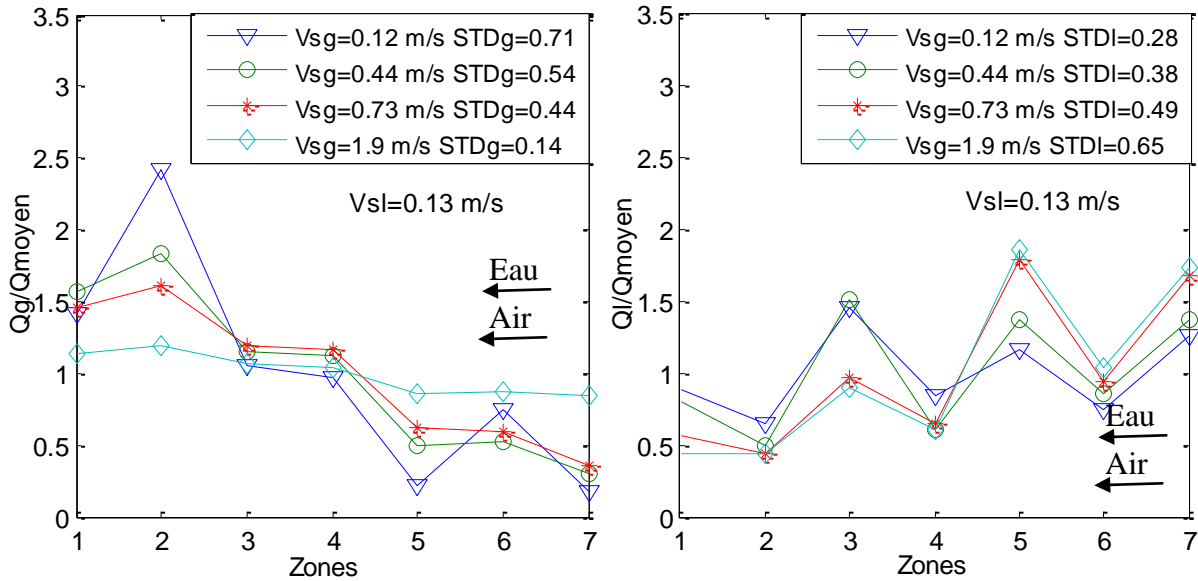 3.5
3
2.5
2
1.5
1
0.5
0
Qg/Qmoyen
Vsg=0.12 m/s STDg=0.71
Vsg=0.44 m/s STDg=0.54
Vsg=0.73 m/s STDg=0.44
Vsg=1.9 m/s STDg=0.14
Vsl=0.13 m/s
Eau
Air
1 2 3 4 5 6 7
Zones
3.5
3
2.5
2
1.5
1
0.5
0
Ql/Qmoyen
Vsg=0.12 m/s STDl=0.28
Vsg=0.44 m/s STDl=0.38
Vsg=0.73 m/s STDl=0.49
Vsg=1.9 m/s STDl=0.65
Vsl=0.13 m/s
Eau
Air
1 2 3 4 5 6 7
Zones